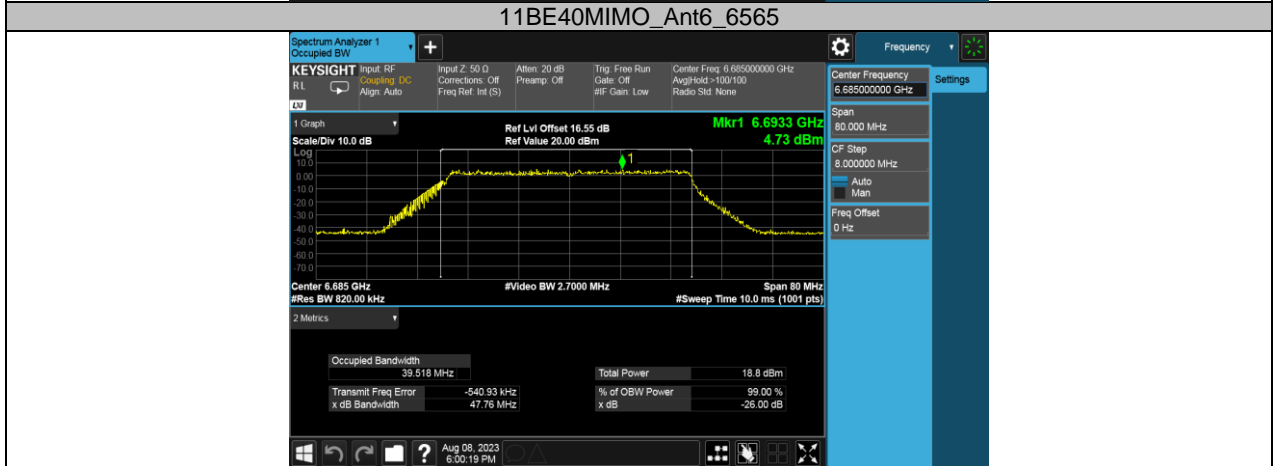 11BE40MIMO_Ant6_6565
Spectrum Analyzer 1
Occupied BW
+
Frequency
KEYSIGHT
RL
LXI
Input: RF
Coupling: DC
Align: Auto
Input Z: 50 Ω
Corrections: Off
Freq Ref: Int (S)
Atten: 20 dB
Preamp: Off
Trig: Free Run
Gate: Off
#IF Gain: Low
Center Freq: 6.685000000 GHz
Avg|Hold:>100/100
Radio Std: None
1 Graph
Scale/Div 10.0 dB
Ref Lvl Offset 16.55 dB
Ref Value 20.00 dBm
Mkr1 6.6933 GHz
4.73 dBm
Log
10.0
0.00
-10.0
-20.0
-30.0
-40.0
-50.0
-60.0
-70.0
1
Center 6.685 GHz
#Res BW 820.00 kHz
#Video BW 2.7000 MHz
Span 80 MHz
#Sweep Time 10.0 ms (1001 pts)
2 Metrics
Occupied Bandwidth
39.518 MHz
Transmit Freq Error -540.93 kHz
x dB Bandwidth 47.76 MHz
Total Power 18.8 dBm
% of OBW Power 99.00 %
x dB -26.00 dB
Center Frequency
6.685000000 GHz
Span
80.000 MHz
CF Step
8.000000 MHz
Auto
Man
Freq Offset
0 Hz
Settings
?
Aug 08, 2023
6:00:19 PM